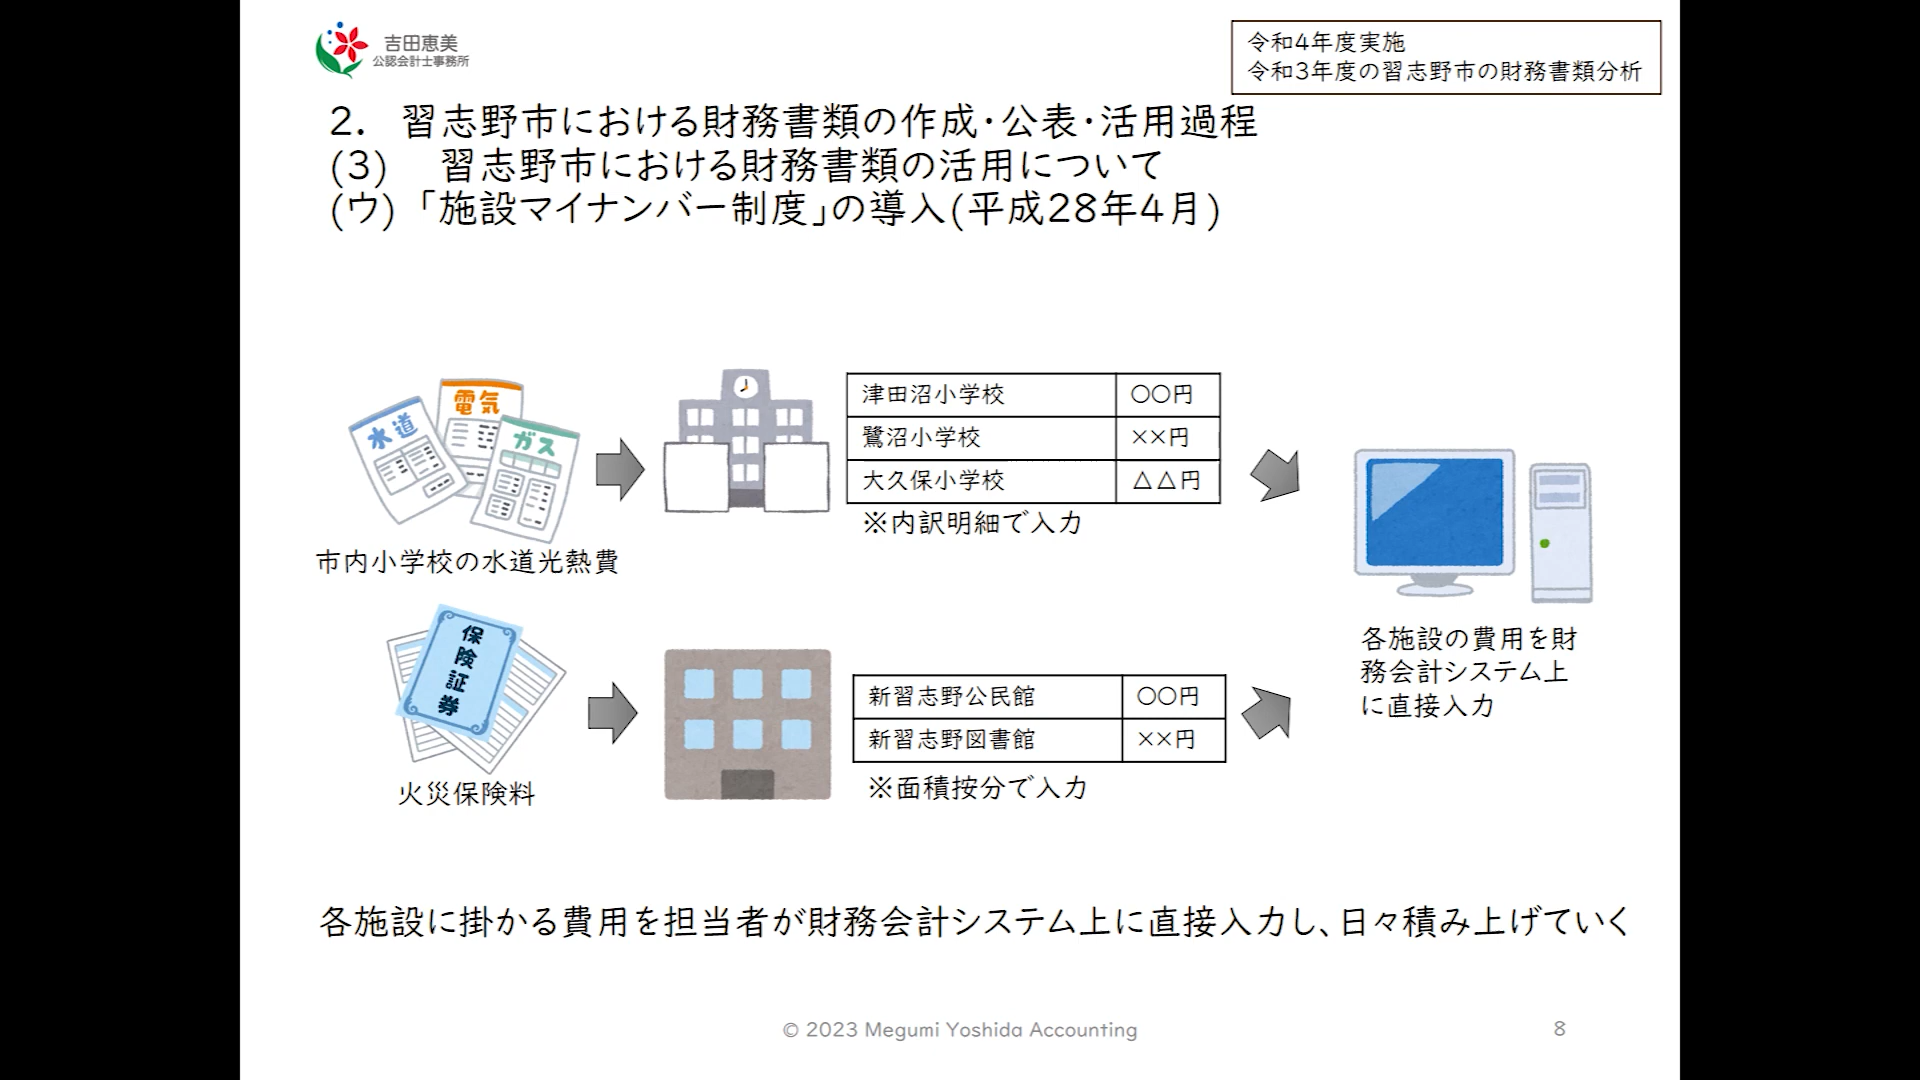 吉田恵美
公認会計士事務所
令和4年度実施
令和3年度の習志野市の財務書類分析
2.　習志野市における財務書類の作成・公表・活用過程
(3)　習志野市における財務書類の活用について
(ウ)「施設マイナンバー制度」の導入(平成28年4月)
水道
電気
ガス
市内小学校の水道光熱費
津田沼小学校 〇〇円
鷺沼小学校 ××円
大久保小学校 △△円
※内訳明細で入力
保険証券
火災保険料
新習志野公民館 〇〇円
新習志野図書館 ××円
※面積按分で入力
各施設の費用を財
務会計システム上
に直接入力
各施設に掛かる費用を担当者が財務会計システム上に直接入力し、日々積み上げていく
© 2023 Megumi Yoshida Accounting
8